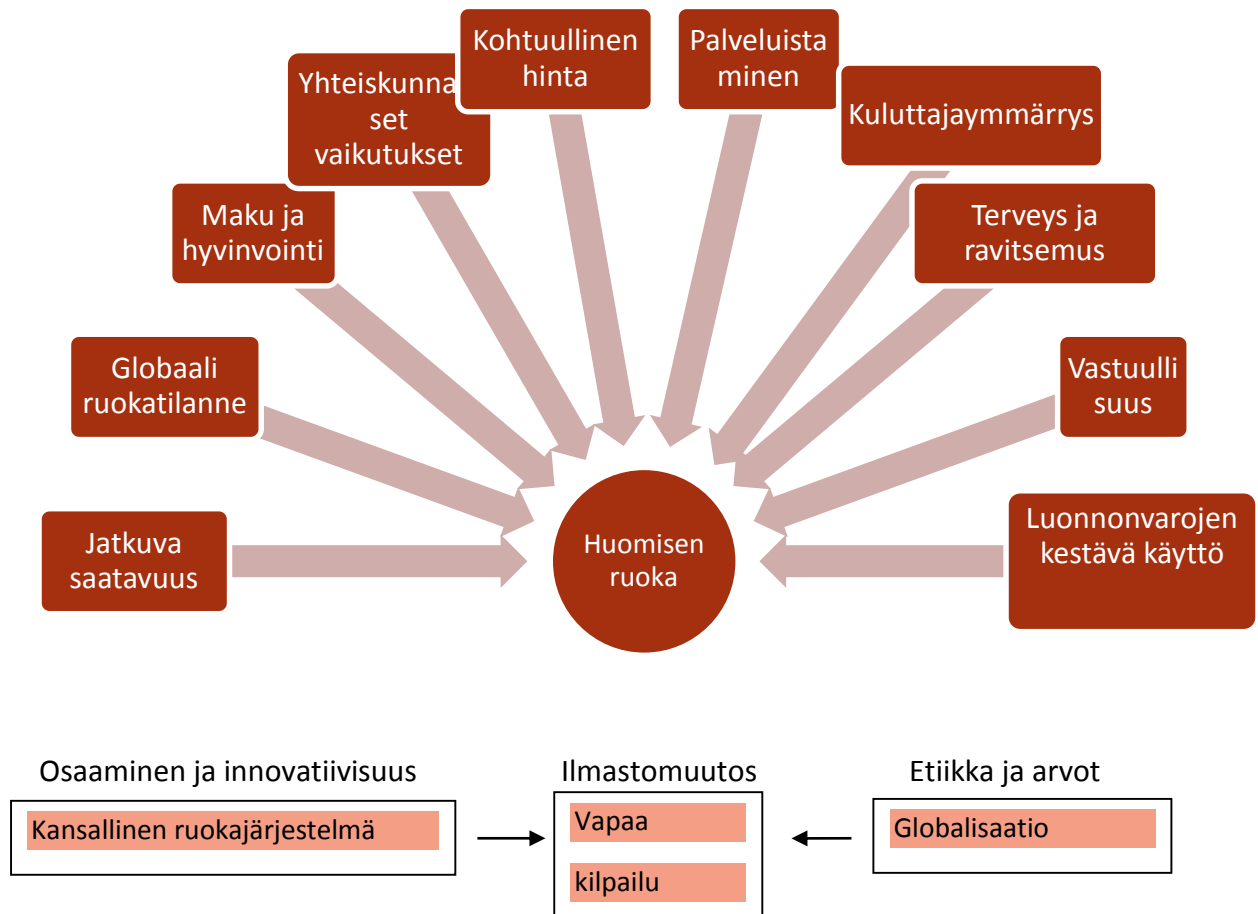 Kohtuullinen
hinta
Palveluista
minen
Yhteiskunna
set
vaikutukset
Kuluttajaymmärrys
Maku ja
hyvinvointi
Terveys ja
ravitsemus
Globaali
ruokatilanne
Vastuulli
suus
Jatkuva
saatavuus
Huomisen
ruoka
Luonnonvarojen
kestävä käyttö
Osaaminen ja innovatiivisuus
Kansallinen ruokajärjestelmä
Ilmastomuutos
Vapaa
kilpailu
Etiikka ja arvot
Globalisaatio